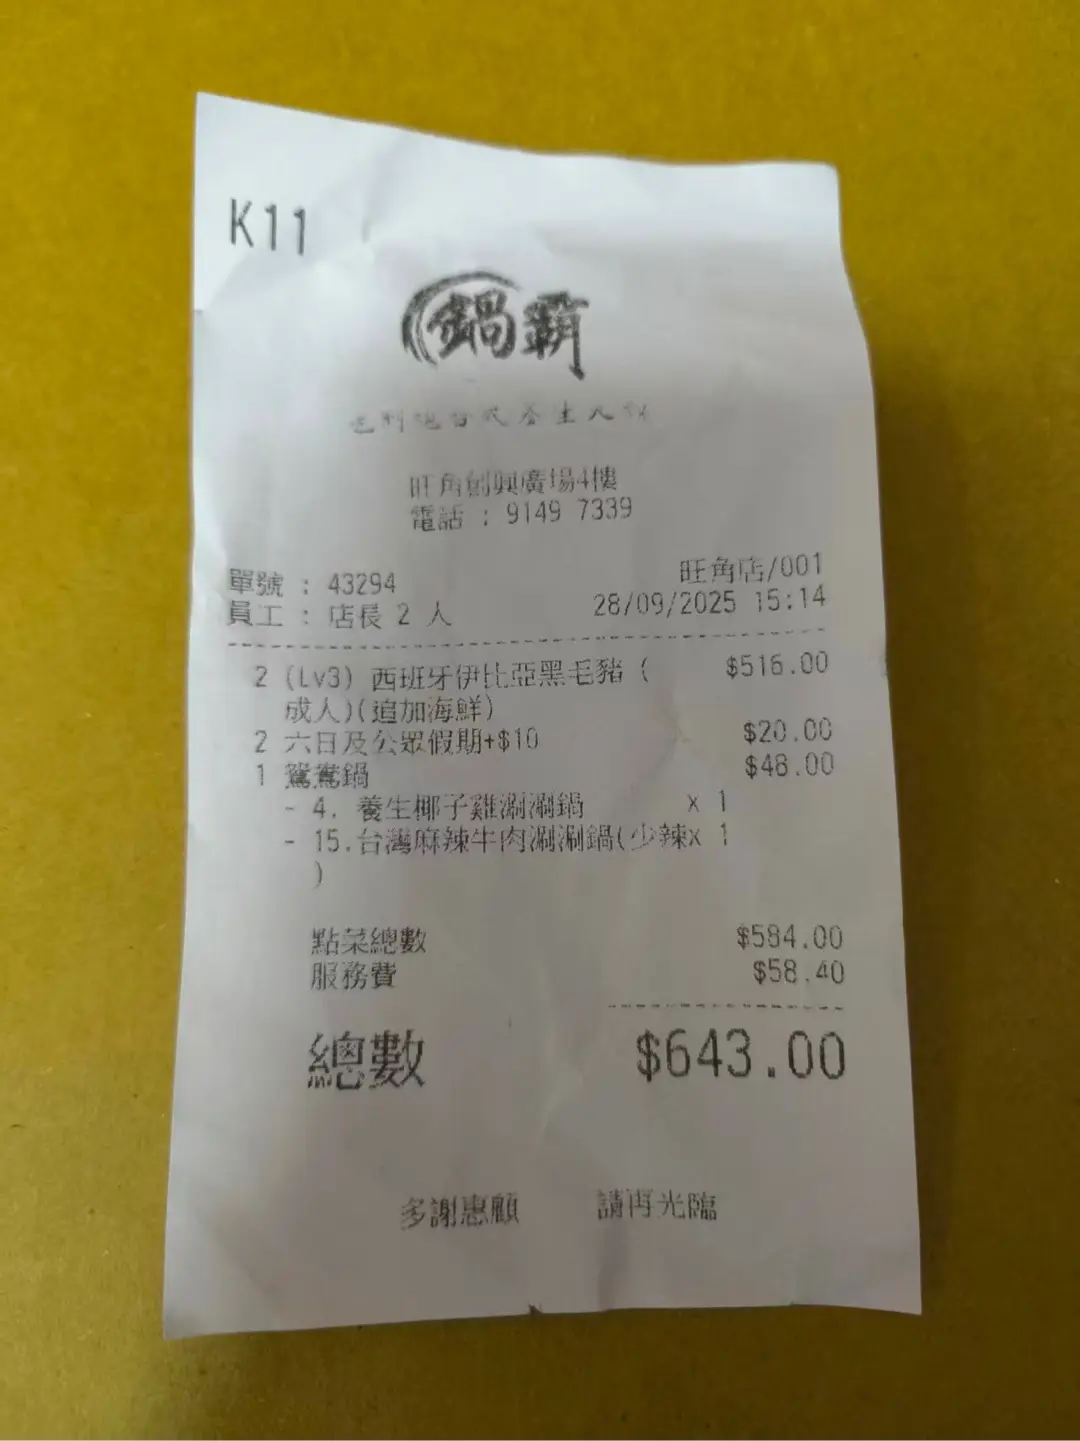 K11
鍋霸
旺角創興廣場4樓
電話 : 9149 7339
單號 : 43294
旺角店/001
員工 : 店長 2 人
28/09/2025 15:14
2 (Lv3) 西班牙伊比亞黑毛豬 ( $516.00
成人)(追加海鮮)
2 六日及公眾假期+$10 $20.00
1 鴛鴦鍋 $48.00
- 4. 養生椰子雞涮涮鍋 x 1
- 15.台灣麻辣牛肉涮涮鍋(少辣x 1
)
點菜總數 $584.00
服務費 $58.40
總數 $643.00
多謝惠顧 請再光臨